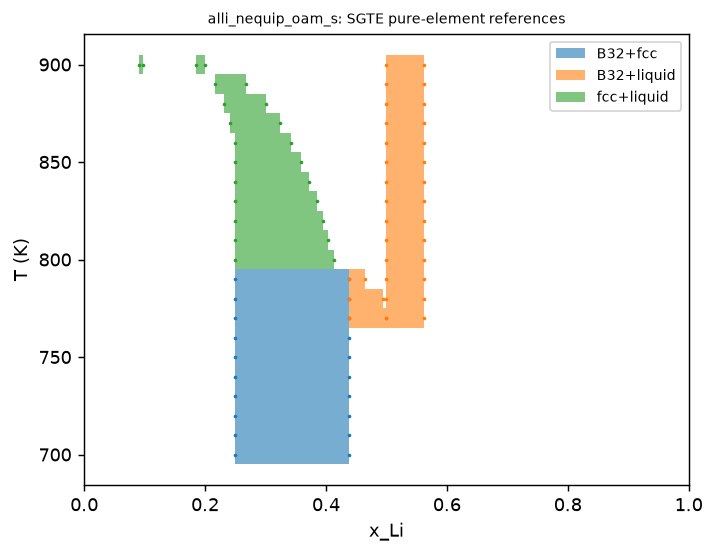 alli_nequip_oam_s: SGTE pure-element references
B32+fcc
B32+liquid
fcc+liquid
T (K)
900
850
800
750
700
0.0 0.2 0.4 0.6 0.8 1.0
x_Li